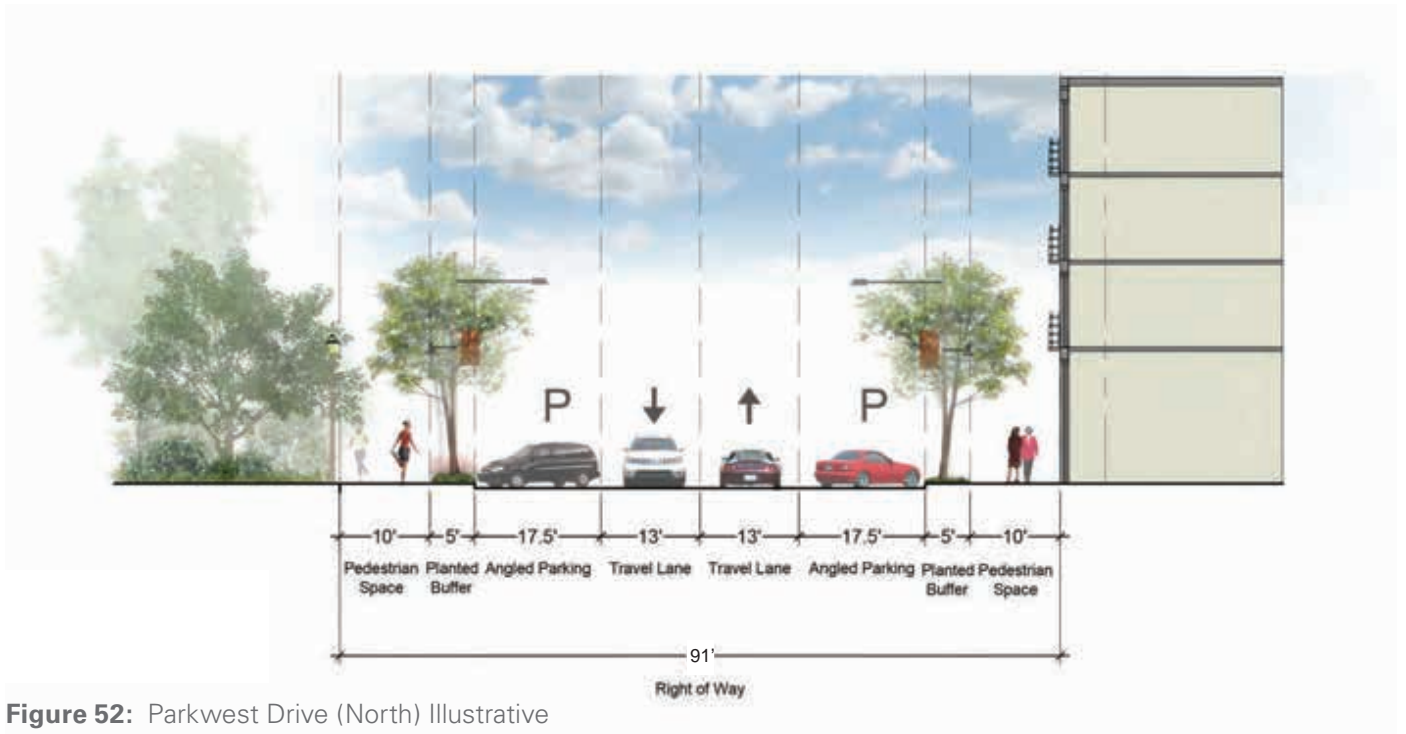 P
P
10'
5'
17.5'
13'
13'
17.5'
5'
10'
Pedestrian
Space
Planted
Buffer
Angled Parking
Travel Lane
Travel Lane
Angled Parking
Planted
Buffer
Pedestrian
Space
91'
Right of Way
Figure 52: Parkwest Drive (North) Illustrative